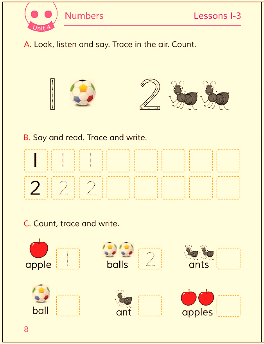 Unit 4
Numbers Lessons 1-3
A. Look, listen and say. Trace in the air. Count.
1 2
B. Say and read. Trace and write.
1 1 1
2 2 2
C. Count, trace and write.
1 2
apple balls ants
ball ant apples
8